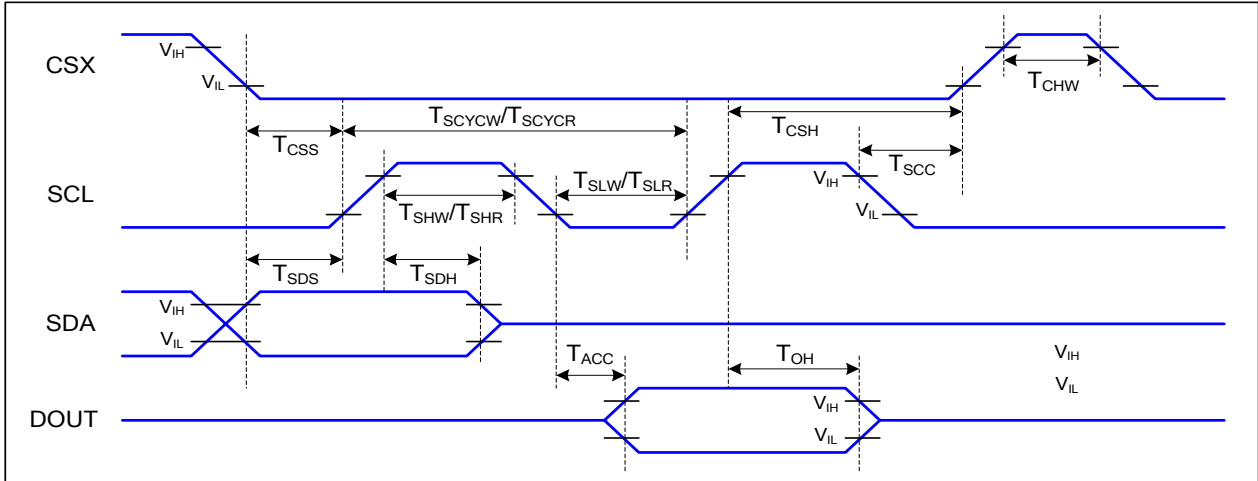 CSX
VIH
VIL
TCHW
TSCYCW/TSCYCR
TCSS
TCSH
TSCC
SCL
TSLW/TSLR
VIH
TSHW/TSHR
VIL
TSDS
TSDH
SDA
VIH
VIL
TACC
TOH
VIH
VIL
DOUT
VIH
VIL